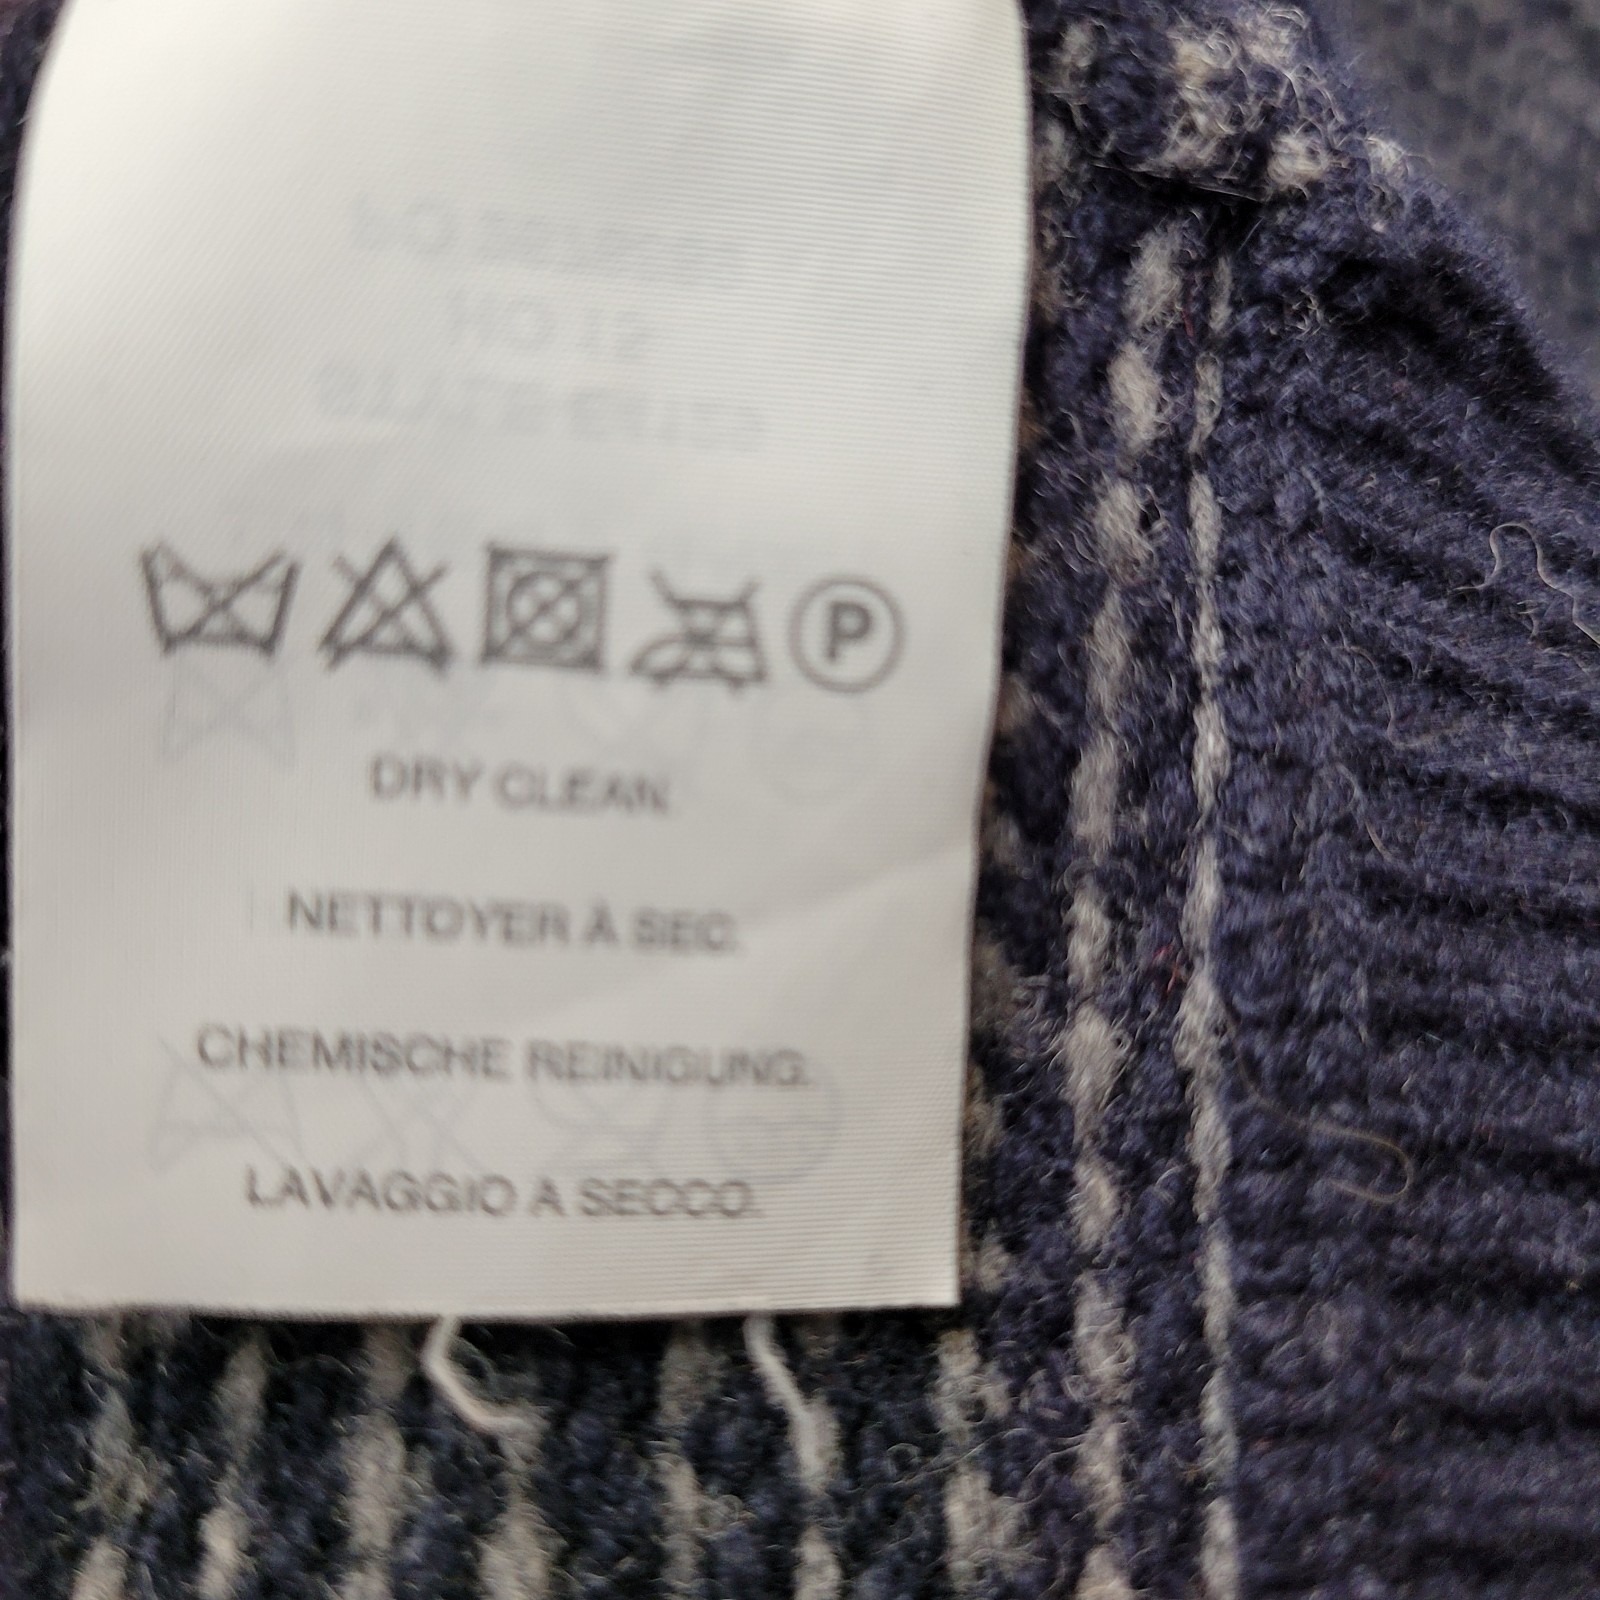 P
DRY CLEAN
NETTOYER À SEC.
CHEMISCHE REINIGUNG.
LAVAGGIO A SECCO.